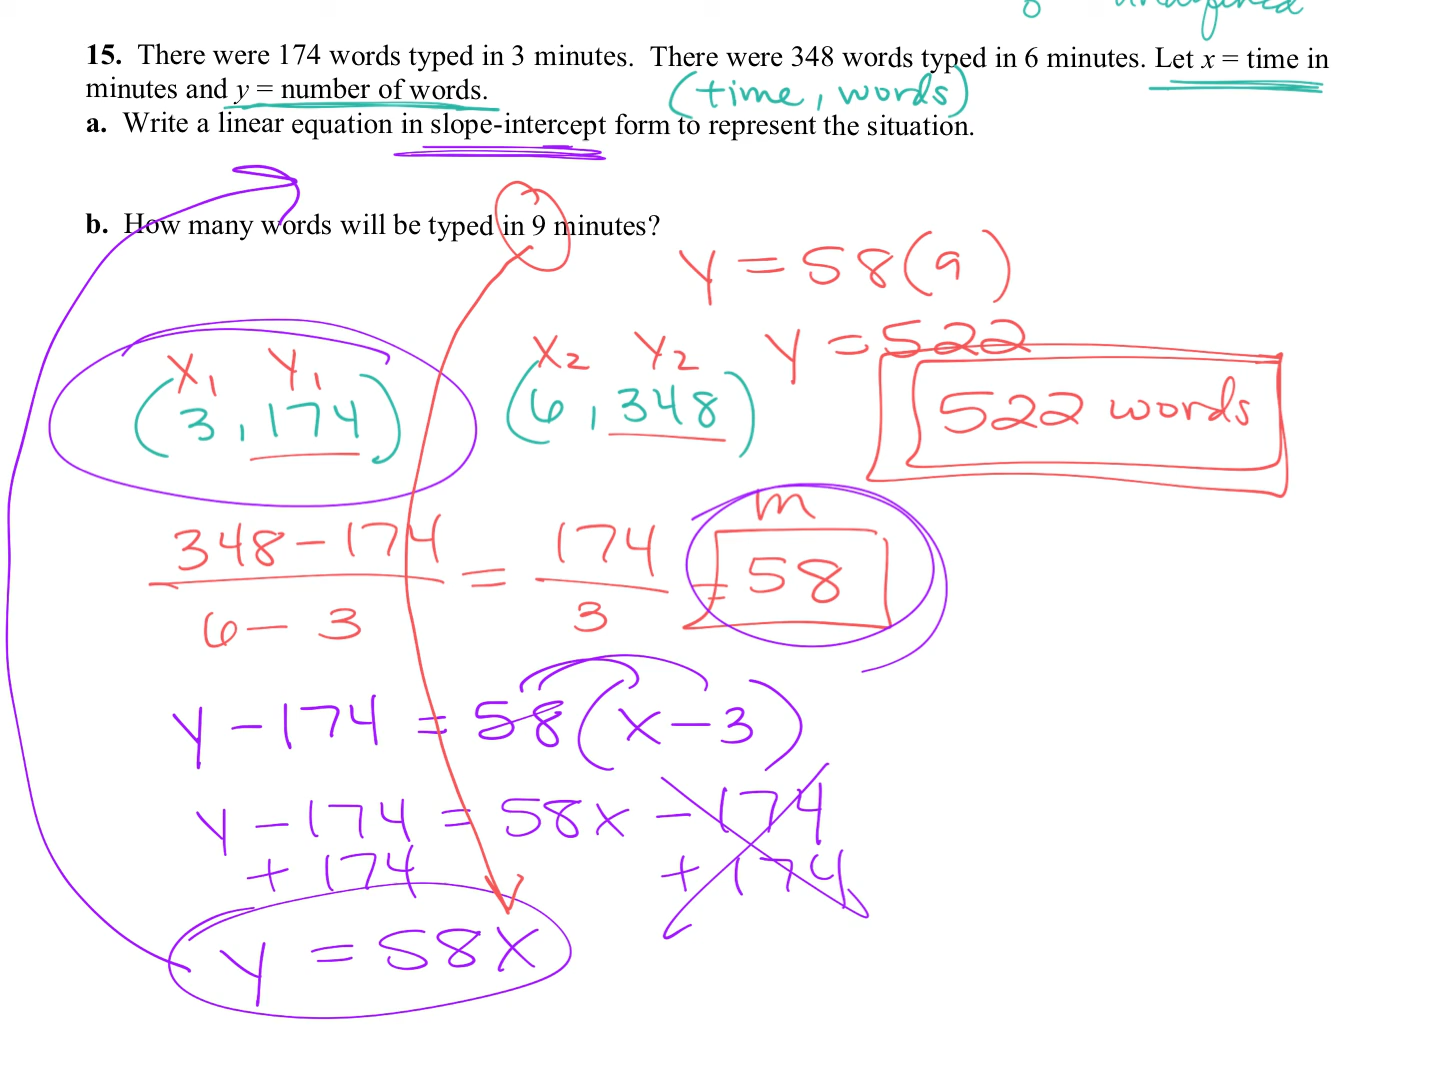 undefined
15. There were 174 words typed in 3 minutes. There were 348 words typed in 6 minutes. Let x = time in
minutes and y = number of words.
(time, words)
a. Write a linear equation in slope-intercept form to represent the situation.
b. How many words will be typed in 9 minutes?
y = 58(9)
y = 522
522 words
X1 Y1
(3, 174)
X2 Y2
(6, 348)
348 - 174
6 - 3
= 174
3
m
= 58
y - 174 = 58(x - 3)
y - 174 = 58x - 174
+ 174 + 174
y = 58x